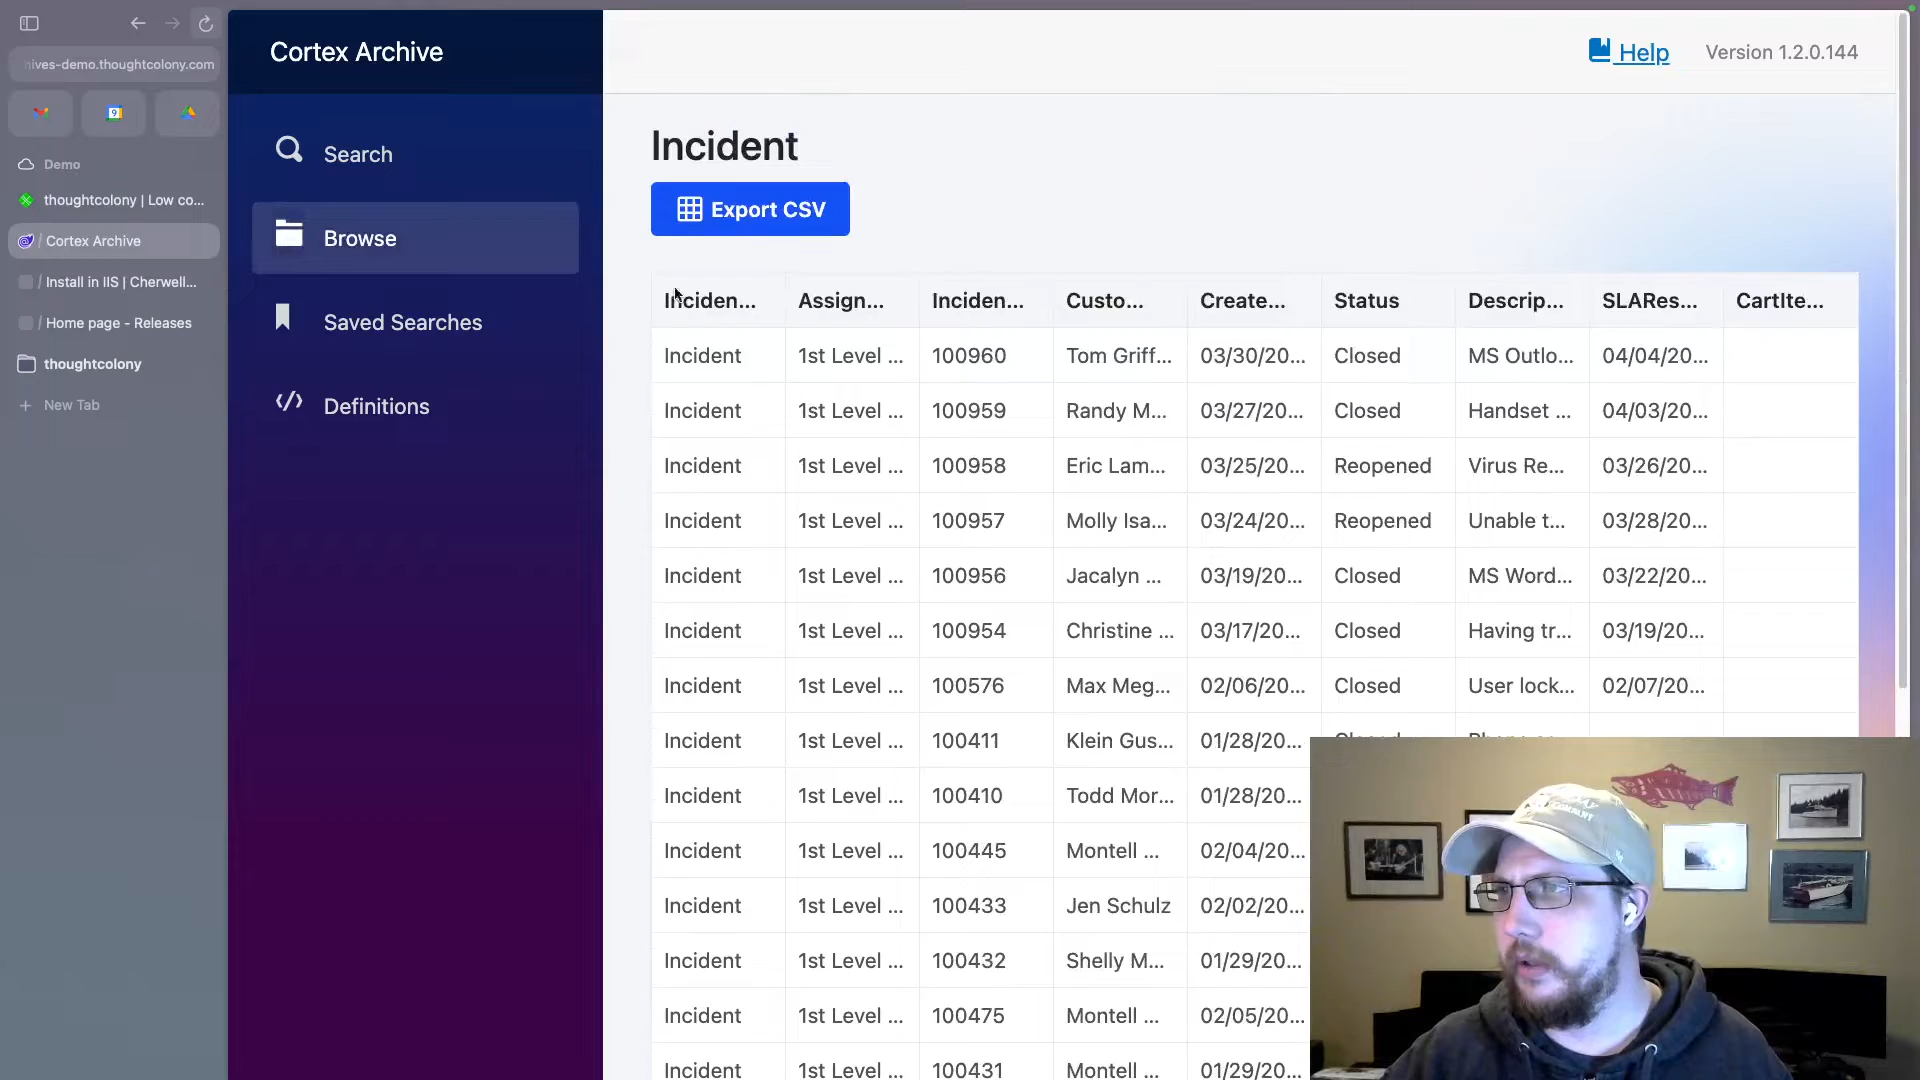 hives-demo.thoughtcolony.com
9
Demo
thoughtcolony | Low co...
/ Cortex Archive
/ Install in IIS | Cherwell...
/ Home page - Releases
thoughtcolony
+ New Tab
Cortex Archive
Search
Browse
Saved Searches
Definitions
Help
Version 1.2.0.144
Incident
Export CSV
Inciden... Assign... Inciden... Custo... Create... Status Descrip... SLARes... CartIte...
Incident 1st Level ... 100960 Tom Griff... 03/30/20... Closed MS Outlo... 04/04/20...
Incident 1st Level ... 100959 Randy M... 03/27/20... Closed Handset ... 04/03/20...
Incident 1st Level ... 100958 Eric Lam... 03/25/20... Reopened Virus Re... 03/26/20...
Incident 1st Level ... 100957 Molly Isa... 03/24/20... Reopened Unable t... 03/28/20...
Incident 1st Level ... 100956 Jacalyn ... 03/19/20... Closed MS Word... 03/22/20...
Incident 1st Level ... 100954 Christine ... 03/17/20... Closed Having tr... 03/19/20...
Incident 1st Level ... 100576 Max Meg... 02/06/20... Closed User lock... 02/07/20...
Incident 1st Level ... 100411 Klein Gus... 01/28/20... Closed
Incident 1st Level ... 100410 Todd Mor... 01/28/20...
Incident 1st Level ... 100445 Montell ... 02/04/20...
Incident 1st Level ... 100433 Jen Schulz 02/02/20...
Incident 1st Level ... 100432 Shelly M... 01/29/20...
Incident 1st Level ... 100475 Montell ... 02/05/20...
Incident 1st Level ... 100431 Montell ... 01/29/20...